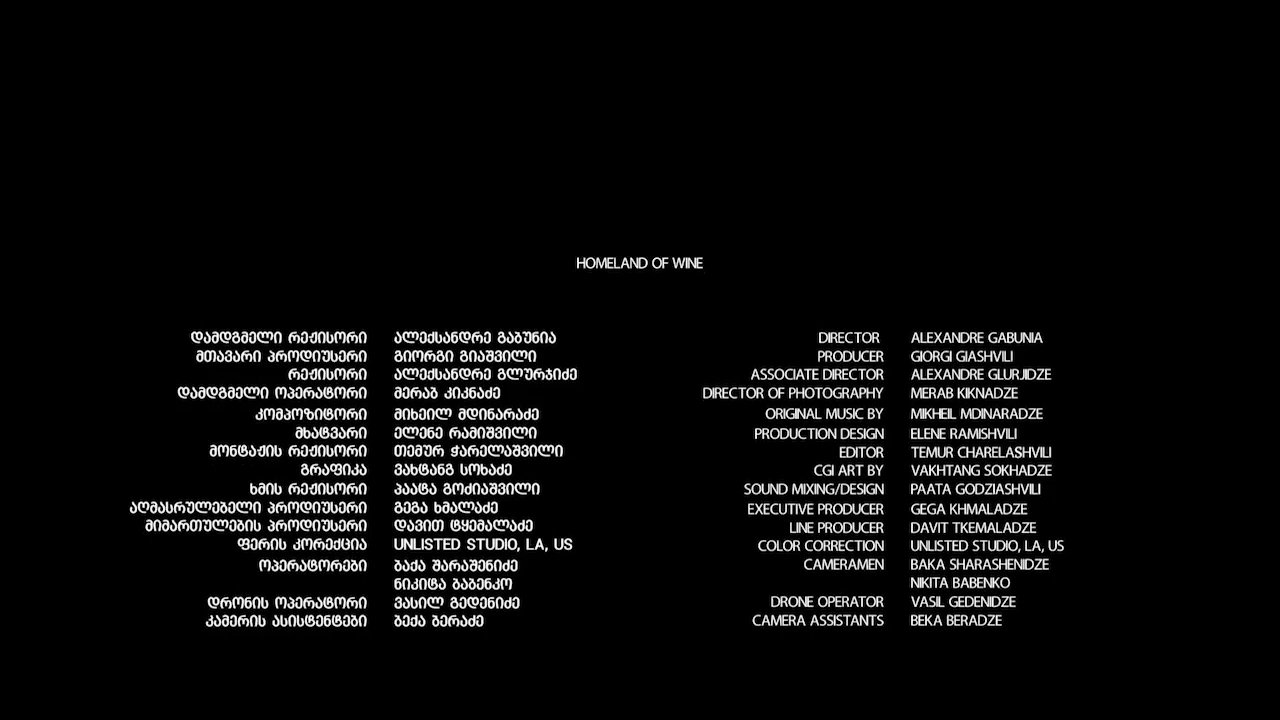 HOMELAND OF WINE
დამდგმელი რეჟისორი ალექსანდრე გაბუნია
მთავარი პროდიუსერი გიორგი გიაშვილი
რეჟისორი ალექსანდრე გლურჯიძე
დამდგმელი ოპერატორი მერაბ კიკნაძე
კომპოზიტორი მიხეილ მდინარაძე
მხატვარი ელენე რამიშვილი
მონტაჟის რეჟისორი თემურ ჭარელაშვილი
გრაფიკა ვახტანგ სოხაძე
ხმის რეჟისორი პაატა გოძიაშვილი
აღმასრულებელი პროდიუსერი გეგა ხმალაძე
მიმართულების პროდიუსერი დავით ტყემალაძე
ფერის კორექცია UNLISTED STUDIO, LA, US
ოპერატორები ბაქა შარაშენიძე
ნიკიტა ბაბენკო
დრონის ოპერატორი ვასილ გედენიძე
კამერის ასისტენტები ბექა ბერაძე
DIRECTOR ALEXANDRE GABUNIA
PRODUCER GIORGI GIASHVILI
ASSOCIATE DIRECTOR ALEXANDRE GLURJIDZE
DIRECTOR OF PHOTOGRAPHY MERAB KIKNADZE
ORIGINAL MUSIC BY MIKHEIL MDINARADZE
PRODUCTION DESIGN ELENE RAMISHVILI
EDITOR TEMUR CHARELASHVILI
CGI ART BY VAKHTANG SOKHADZE
SOUND MIXING/DESIGN PAATA GODZIASHVILI
EXECUTIVE PRODUCER GEGA KHMALADZE
LINE PRODUCER DAVIT TKEMALADZE
COLOR CORRECTION UNLISTED STUDIO, LA, US
CAMERAMEN BAKA SHARASHENIDZE
NIKITA BABENKO
DRONE OPERATOR VASIL GEDENIDZE
CAMERA ASSISTANTS BEKA BERADZE